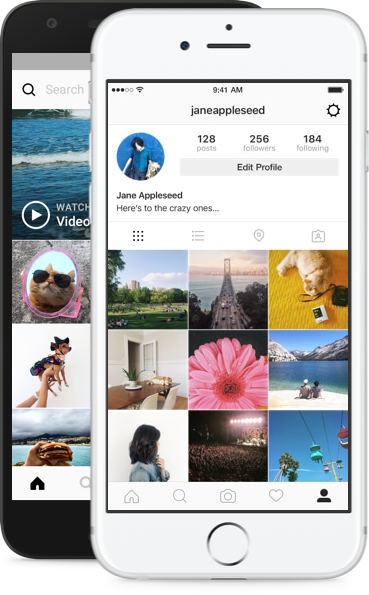 Search
WATCH
Video
9:41 AM
janeappleseed
128
posts
256
followers
184
following
Edit Profile
Jane Appleseed
Here's to the crazy ones...